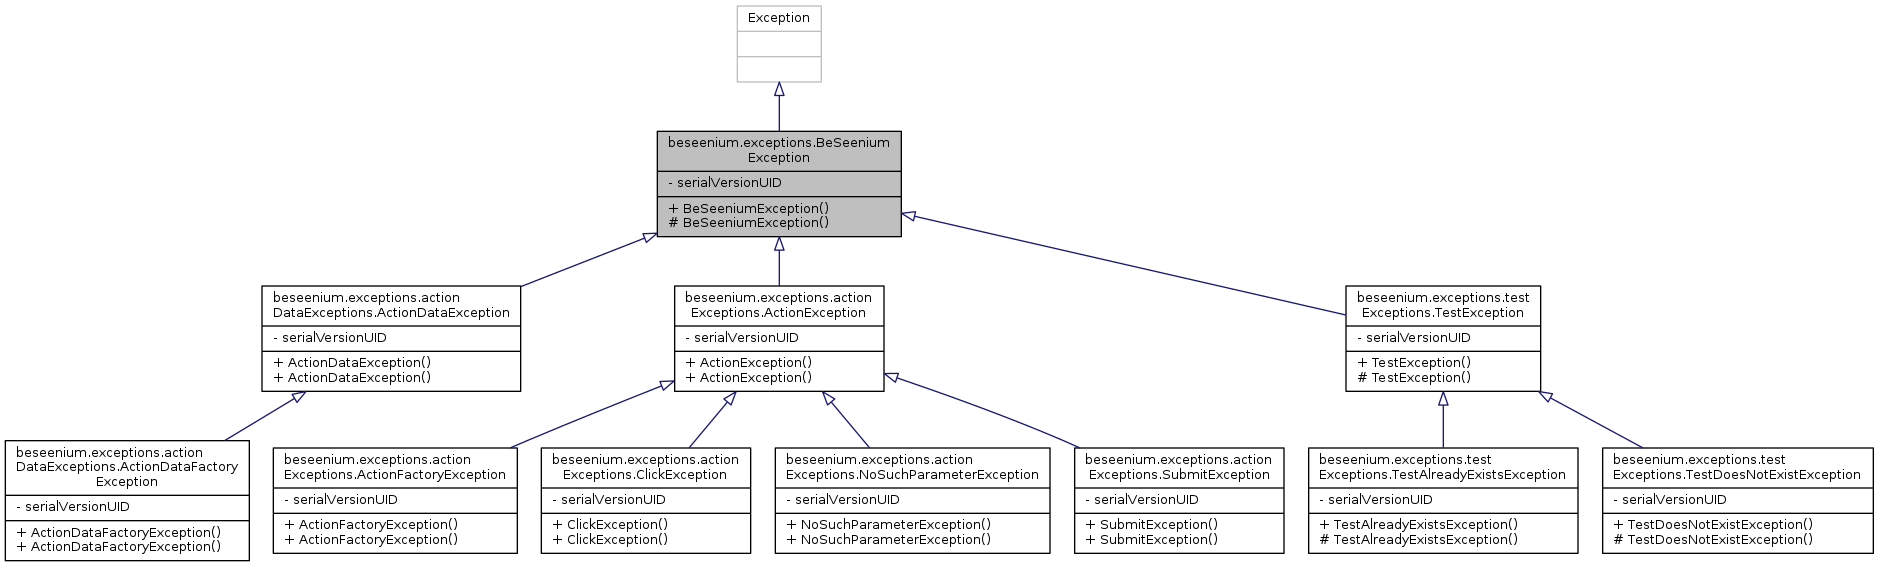 Exception
beseenium.exceptions.BeSeenium
Exception
- serialVersionUID
+ BeSeeniumException()
# BeSeeniumException()
beseenium.exceptions.action
DataExceptions.ActionDataException
- serialVersionUID
+ ActionDataException()
+ ActionDataException()
beseenium.exceptions.action
Exceptions.ActionException
- serialVersionUID
+ ActionException()
+ ActionException()
beseenium.exceptions.test
Exceptions.TestException
- serialVersionUID
+ TestException()
# TestException()
beseenium.exceptions.action
DataExceptions.ActionDataFactory
Exception
- serialVersionUID
+ ActionDataFactoryException()
+ ActionDataFactoryException()
beseenium.exceptions.action
Exceptions.ActionFactoryException
- serialVersionUID
+ ActionFactoryException()
+ ActionFactoryException()
beseenium.exceptions.action
Exceptions.ClickException
- serialVersionUID
+ ClickException()
+ ClickException()
beseenium.exceptions.action
Exceptions.NoSuchParameterException
- serialVersionUID
+ NoSuchParameterException()
+ NoSuchParameterException()
beseenium.exceptions.action
Exceptions.SubmitException
- serialVersionUID
+ SubmitException()
+ SubmitException()
beseenium.exceptions.test
Exceptions.TestAlreadyExistsException
- serialVersionUID
+ TestAlreadyExistsException()
# TestAlreadyExistsException()
beseenium.exceptions.test
Exceptions.TestDoesNotExistException
- serialVersionUID
+ TestDoesNotExistException()
# TestDoesNotExistException()